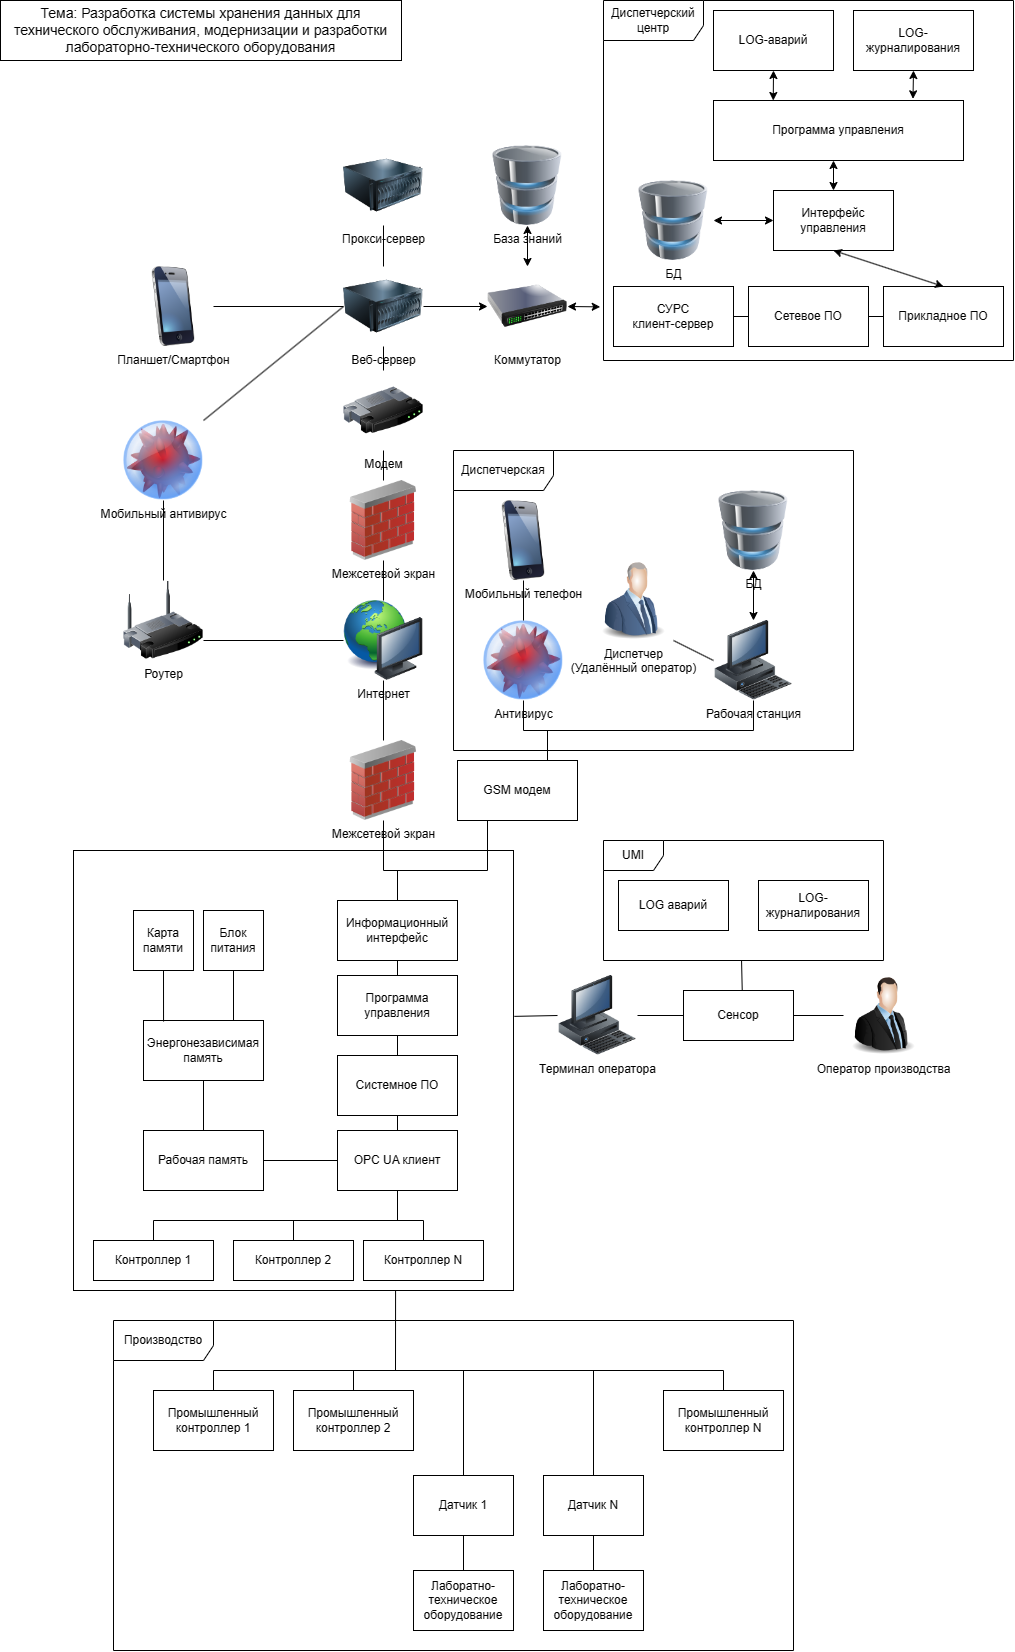 Тема: Разработка системы хранения данных для
технического обслуживания, модернизации и разработки
лабораторно-технического оборудования
Диспетчерский
центр
LOG-аварий
LOG-
журналирования
Программа управления
Интерфейс
управления
БД
СУРС
клиент-сервер
Сетевое ПО
Прикладное ПО
Прокси-сервер
База знаний
Планшет/Смартфон
Веб-сервер
Коммутатор
Модем
Мобильный антивирус
Межсетевой экран
Роутер
Интернет
Межсетевой экран
Диспетчерская
Мобильный телефон
БД
Диспетчер
(Удалённый оператор)
Антивирус
Рабочая станция
GSM модем
UMI
LOG аварий
LOG-
журналирования
Сенсор
Терминал оператора
Оператор производства
Карта
памяти
Блок
питания
Информационный
интерфейс
Программа
управления
Энергонезависимая
память
Системное ПО
Рабочая память
OPC UA клиент
Контроллер 1
Контроллер 2
Контроллер N
Производство
Промышленный
контроллер 1
Промышленный
контроллер 2
Промышленный
контроллер N
Датчик 1
Датчик N
Лаборатно-
техническое
оборудование
Лаборатно-
техническое
оборудование